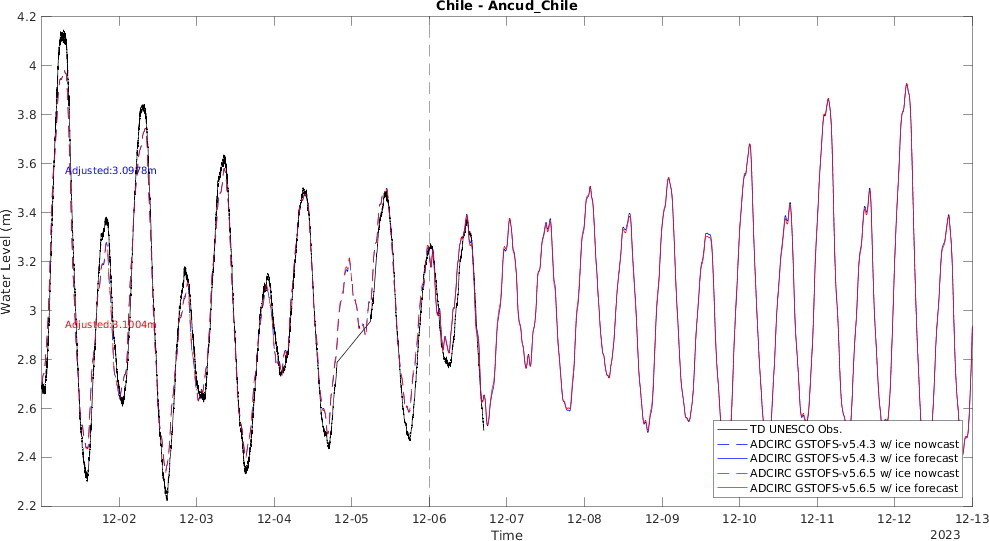 Chile - Ancud_Chile
4.2
4
3.8
3.6
3.4
3.2
3
2.8
2.6
2.4
2.2
Water Level (m)
Adjusted:3.0978m
Adjusted:3.1004m
TD UNESCO Obs.
ADCIRC GSTOFS-v5.4.3 w/ ice nowcast
ADCIRC GSTOFS-v5.4.3 w/ ice forecast
ADCIRC GSTOFS-v5.6.5 w/ ice nowcast
ADCIRC GSTOFS-v5.6.5 w/ ice forecast
12-02 12-03 12-04 12-05 12-06 12-07 12-08 12-09 12-10 12-11 12-12 12-13
Time
2023